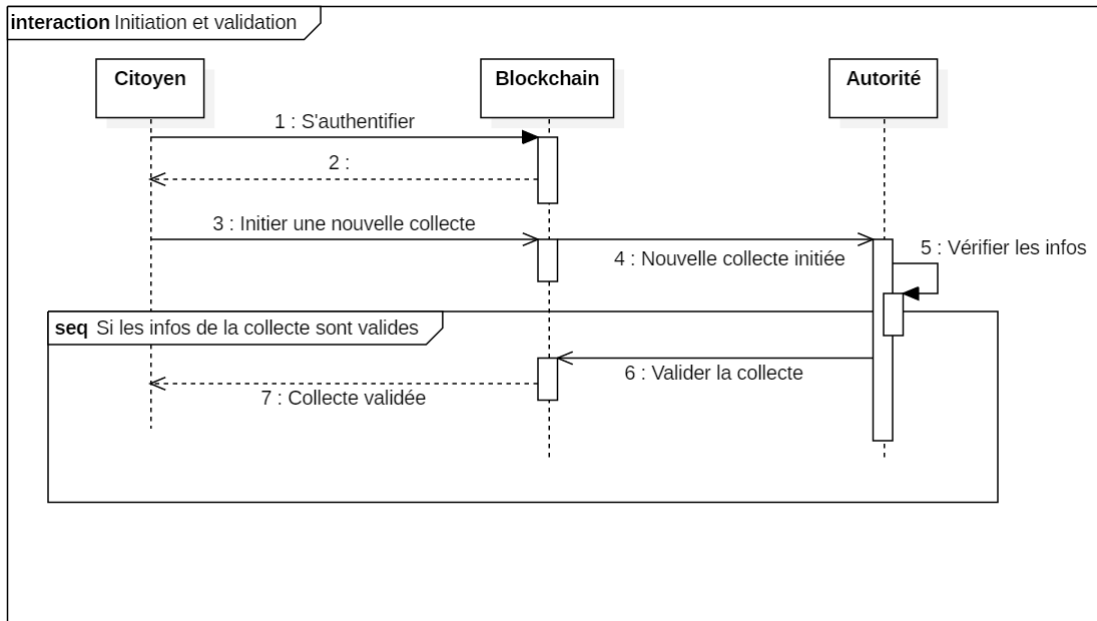 interaction Initiation et validation
Citoyen
Blockchain
Autorité
1 : S'authentifier
2 :
3 : Initier une nouvelle collecte
4 : Nouvelle collecte initiée
5 : Vérifier les infos
seq Si les infos de la collecte sont valides
6 : Valider la collecte
7 : Collecte validée